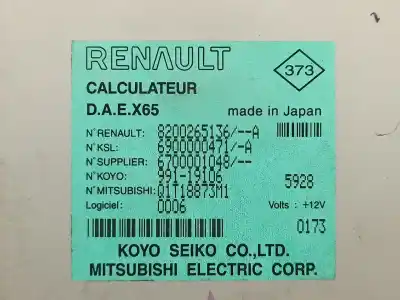 RENAULT
373
CALCULATEUR
D.A.E.X65 made in Japan
N°RENAULT: 8200265136/--A
N°KSL: 6900000471/-A
N°SUPPLIER: 6700001048/--
N°KOYO: 991-19106 5928
N°MITSUBISHI: Q1T18873M1
Logiciel: 0006 Volts : +12V
0173
KOYO SEIKO CO.,LTD.
MITSUBISHI ELECTRIC CORP.